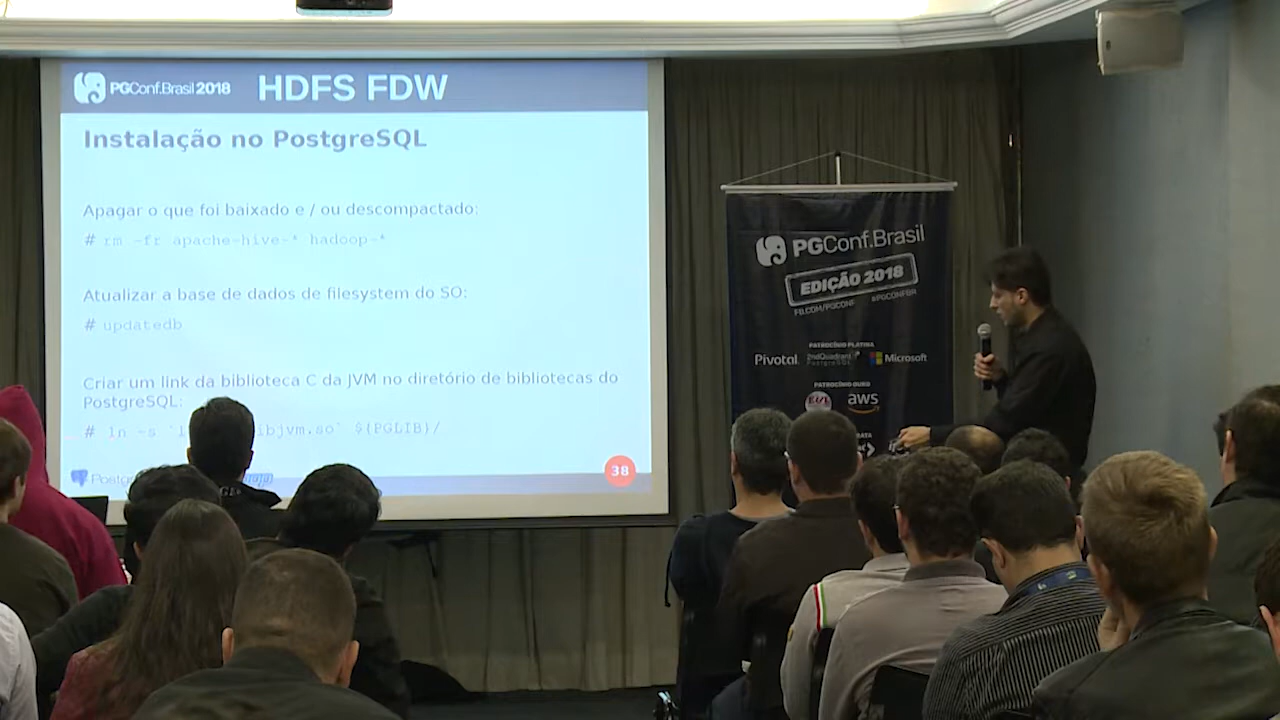 PGConf.Brasil 2018 HDFS FDW
Instalação no PostgreSQL
Apagar o que foi baixado e / ou descompactado:
# rm -fr apache-hive-* hadoop-*
Atualizar a base de dados de filesystem do SO:
# updatedb
Criar um link da biblioteca C da JVM no diretório de bibliotecas do
PostgreSQL:
# ln -s `l ibjvm.so` ${PGLIB}/
38
PGConf.Brasil
EDIÇÃO 2018
FB.COM/PGCONF @PGCONFBR
PATROCÍNIO PLATINA
Pivotal 2ndQuadrant PostgreSQL Microsoft
PATROCÍNIO OURO
aws